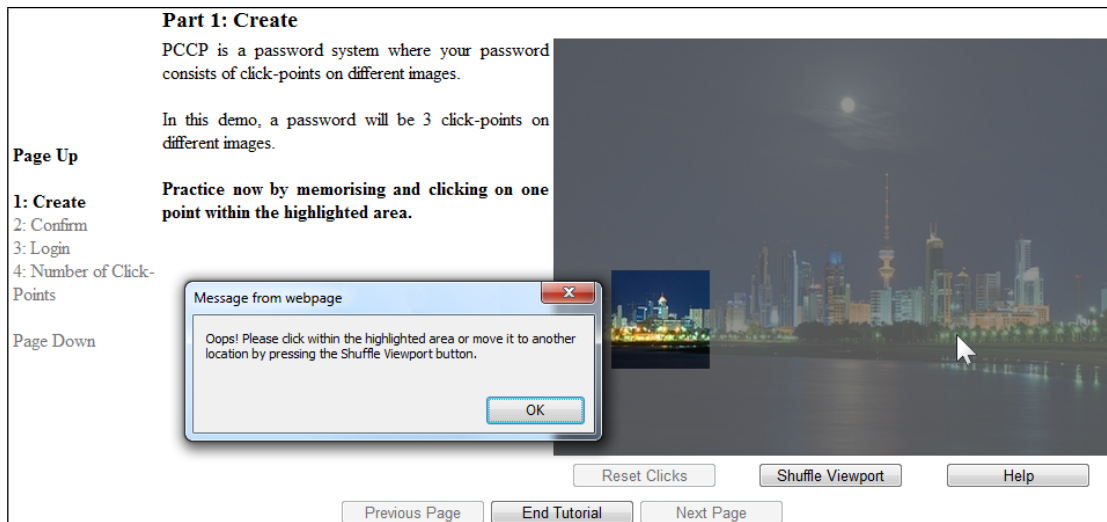 Part 1: Create
PCCP is a password system where your password
consists of click-points on different images.
In this demo, a password will be 3 click-points on
different images.
Practice now by memorising and clicking on one
point within the highlighted area.
Page Up
1: Create
2: Confirm
3: Login
4: Number of Click-
Points
Page Down
Message from webpage
Oops! Please click within the highlighted area or move it to another
location by pressing the Shuffle Viewport button.
OK
Reset Clicks
Shuffle Viewport
Help
Previous Page
End Tutorial
Next Page